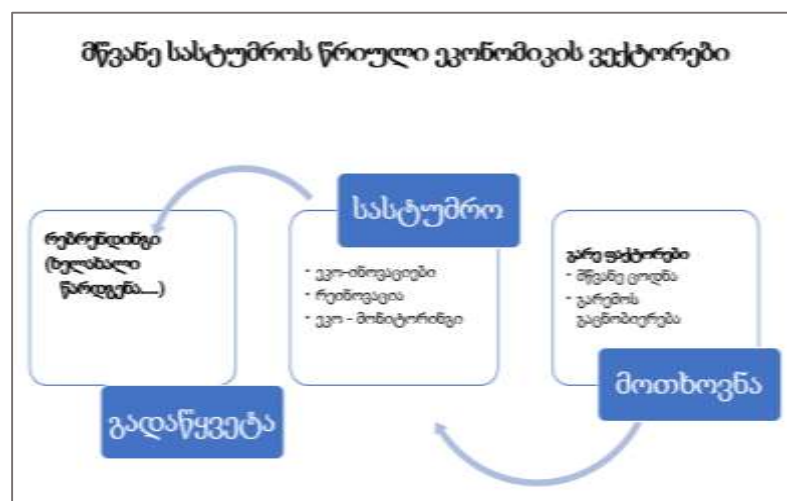 მწვანე სასტუმროს წრიული ეკონომიკის ვექტორები
რებრენდინგი
(ხელახალი
წარდგენა....)
გადაწყვეტა
სასტუმრო
- ეკო-ინოვაციები
- რეინოვაცია
- ეკო - მონიტორინგი
გარე ფაქტორები
- მწვანე ცოდნა
- გარემოს
გაცნობიერება
მოთხოვნა